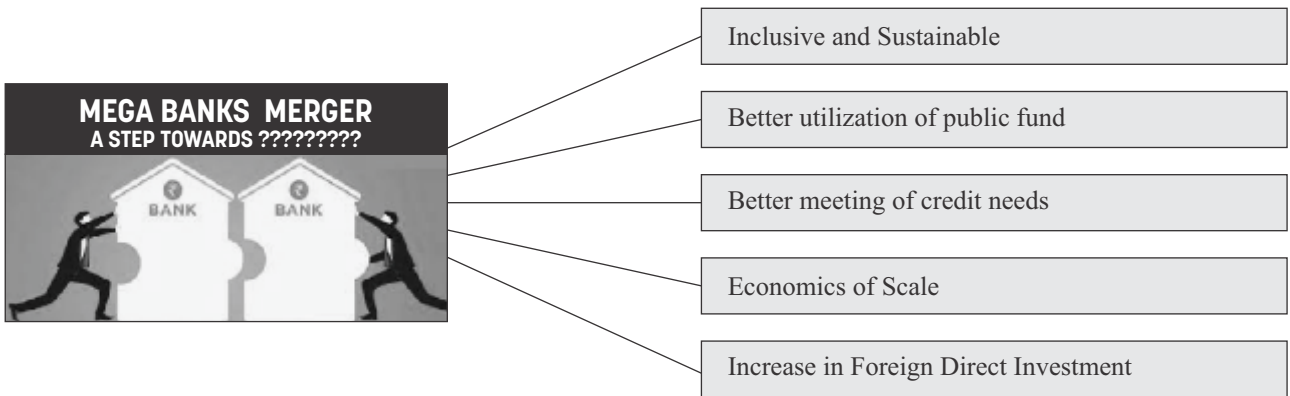 MEGA BANKS MERGER
A STEP TOWARDS ?????????
₹ ₹
BANK BANK
Inclusive and Sustainable
Better utilization of public fund
Better meeting of credit needs
Economics of Scale
Increase in Foreign Direct Investment